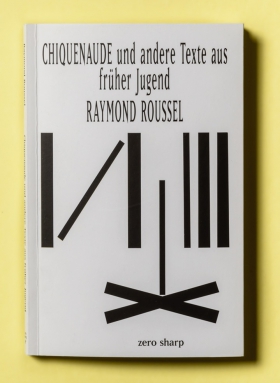 CHIQUENAUDE und andere Texte aus
früher Jugend
RAYMOND ROUSSEL
zero sharp